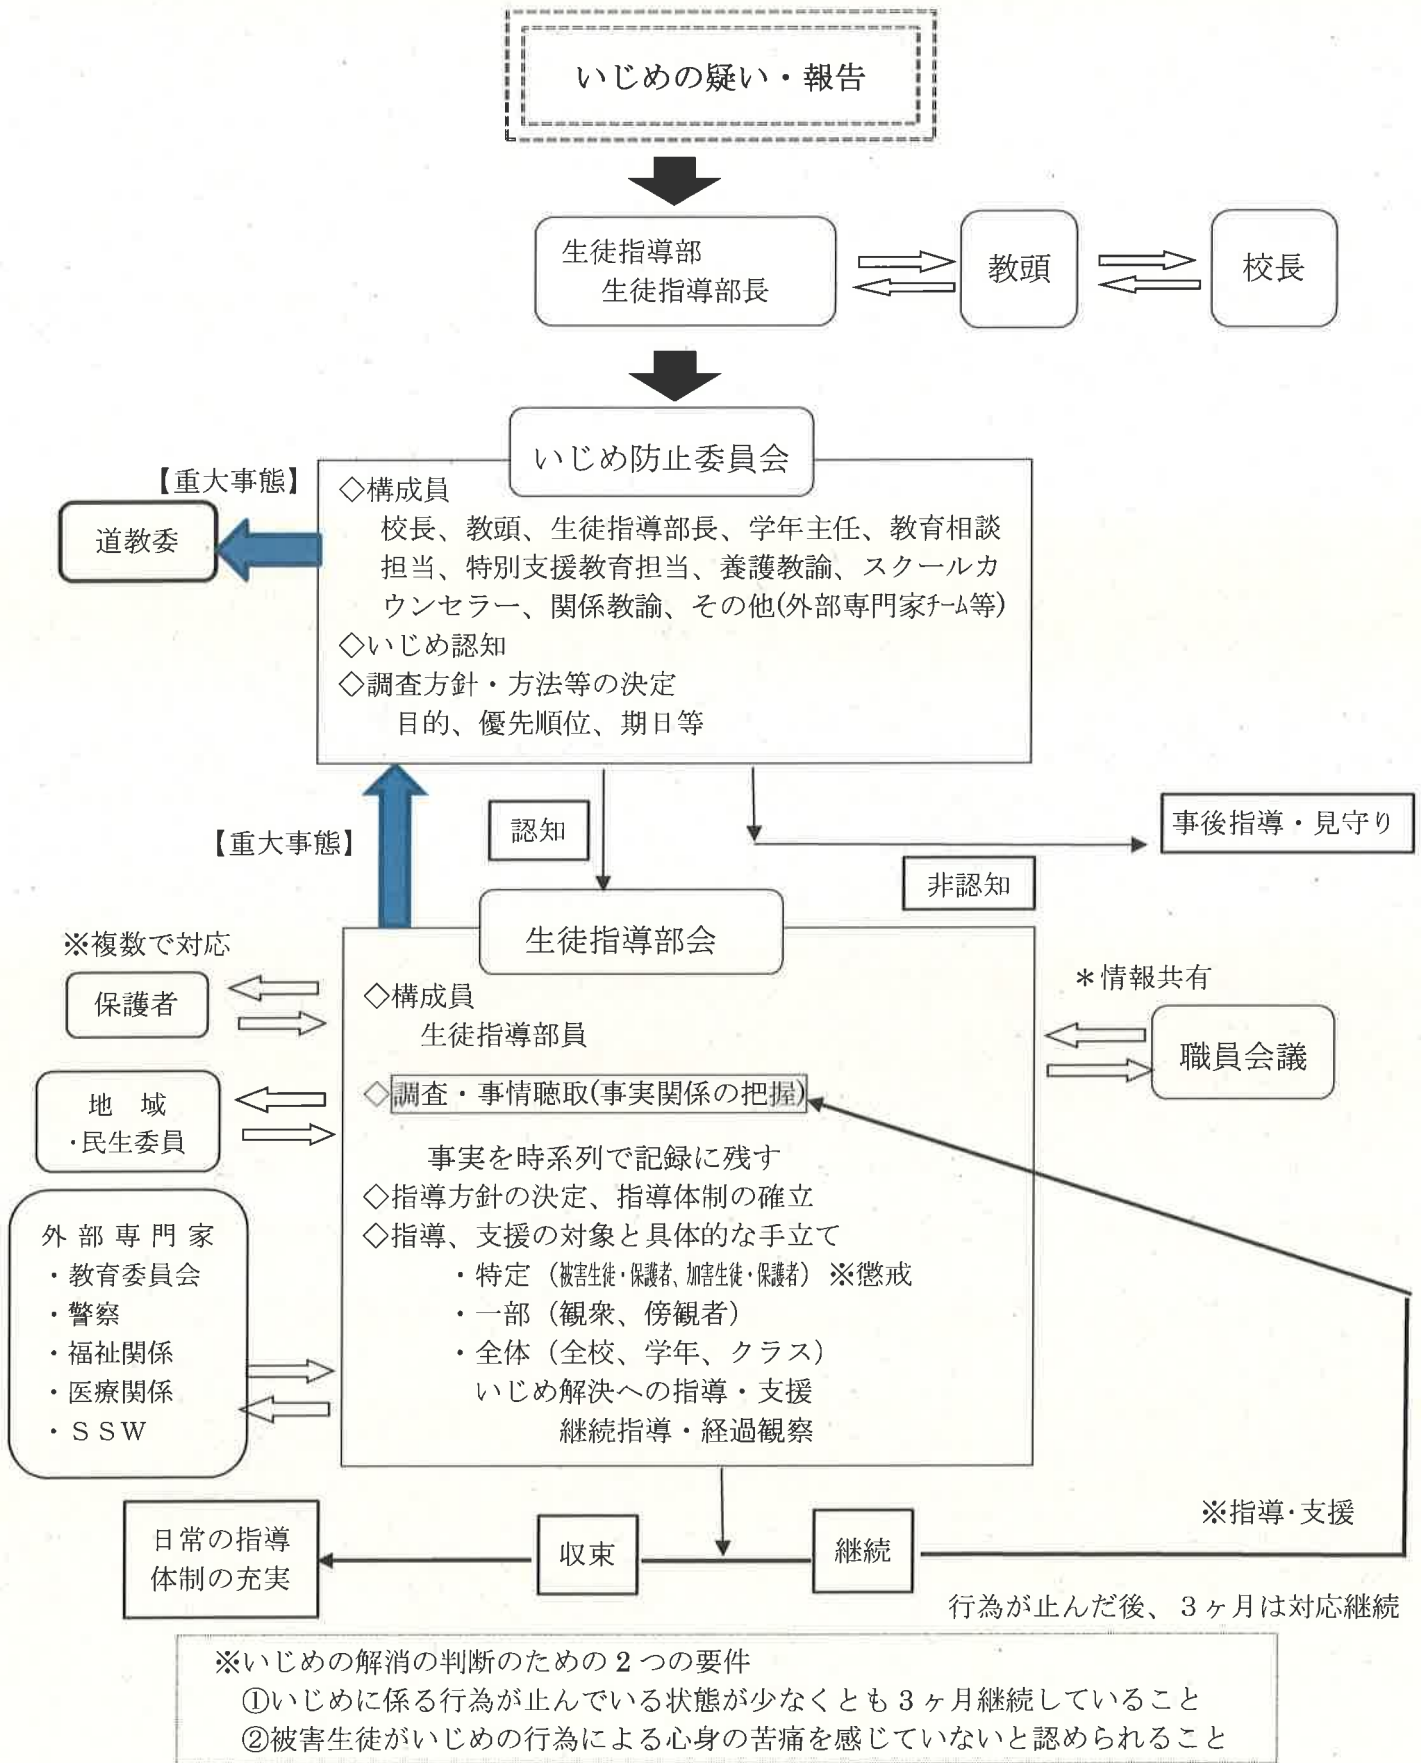 いじめの疑い・報告
生徒指導部
生徒指導部長
教頭
校長
いじめ防止委員会
【重大事態】
道教委
◇構成員
校長、教頭、生徒指導部長、学年主任、教育相談
担当、特別支援教育担当、養護教諭、スクールカ
ウンセラー、関係教諭、その他(外部専門家ﾁｰﾑ等)
◇いじめ認知
◇調査方針・方法等の決定
目的、優先順位、期日等
【重大事態】
認知
非認知
事後指導・見守り
生徒指導部会
※複数で対応
保護者
地　域
・民生委員
外部専門家
・教育委員会
・警察
・福祉関係
・医療関係
・ＳＳＷ
◇構成員
生徒指導部員
◇調査・事情聴取(事実関係の把握)
事実を時系列で記録に残す
◇指導方針の決定、指導体制の確立
◇指導、支援の対象と具体的な手立て
・特定（被害生徒・保護者、加害生徒・保護者）※懲戒
・一部（観衆、傍観者）
・全体（全校、学年、クラス）
いじめ解決への指導・支援
継続指導・経過観察
＊情報共有
職員会議
日常の指導
体制の充実
収束
継続
※指導・支援
行為が止んだ後、３ヶ月は対応継続
※いじめの解消の判断のための2つの要件
①いじめに係る行為が止んでいる状態が少なくとも3ヶ月継続していること
②被害生徒がいじめの行為による心身の苦痛を感じていないと認められること